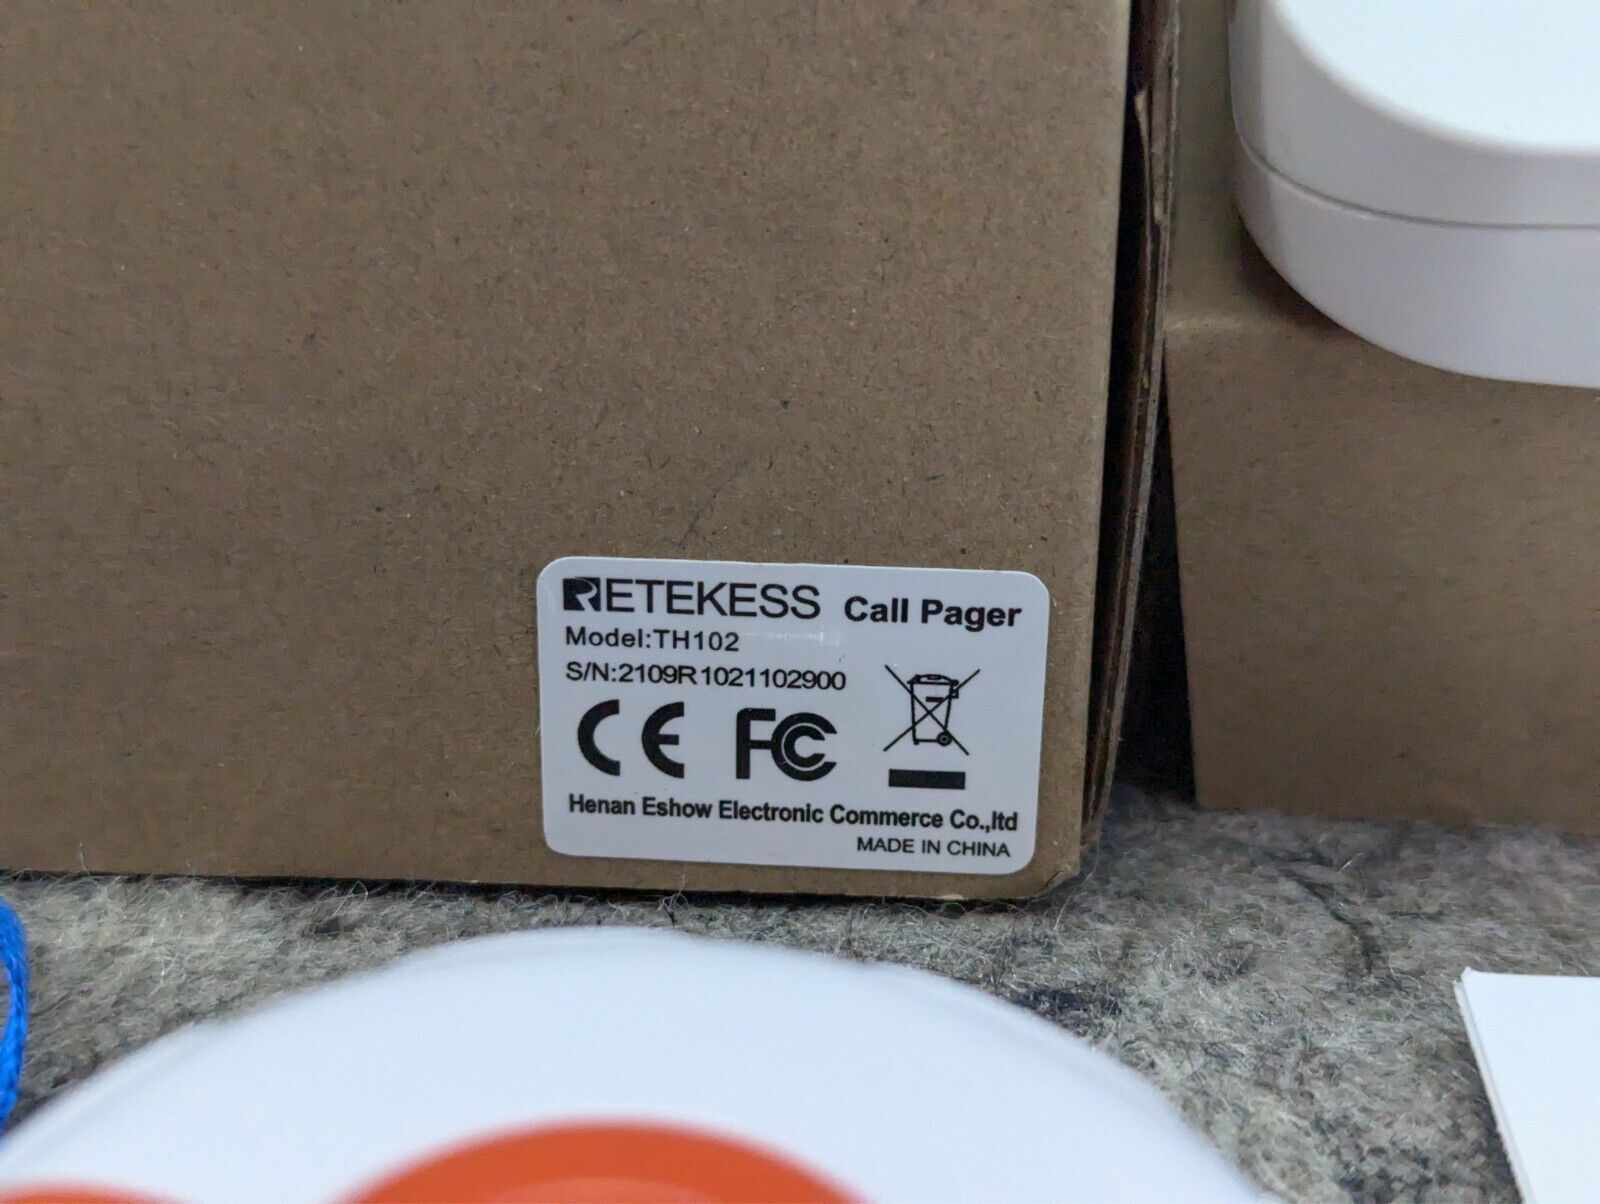 RETEKESS Call Pager
Model:TH102
S/N:2109R1021102900
CE FC
Henan Eshow Electronic Commerce Co.,ltd
MADE IN CHINA